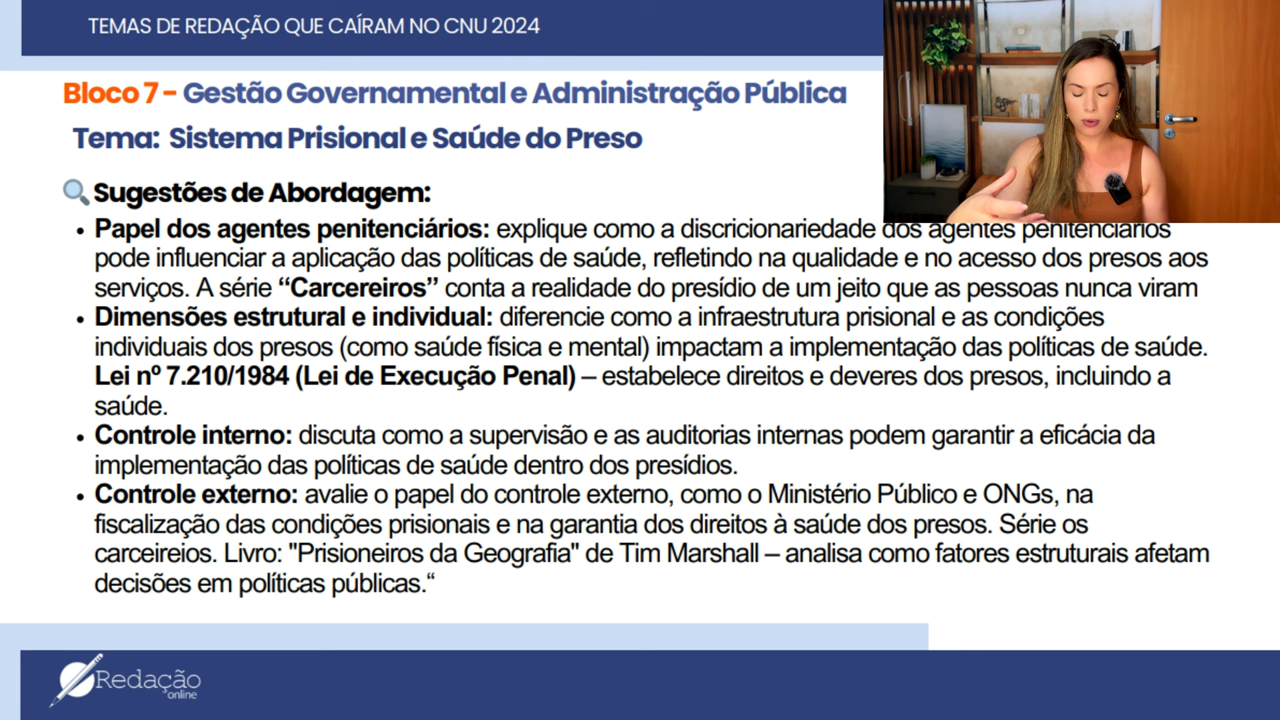 TEMAS DE REDAÇÃO QUE CAÍRAM NO CNU 2024
Bloco 7 - Gestão Governamental e Administração Pública
Tema: Sistema Prisional e Saúde do Preso
Sugestões de Abordagem:
• Papel dos agentes penitenciários: explique como a discricionariedade dos agentes penitenciários
pode influenciar a aplicação das políticas de saúde, refletindo na qualidade e no acesso dos presos aos
serviços. A série “Carcereiros” conta a realidade do presídio de um jeito que as pessoas nunca viram
• Dimensões estrutural e individual: diferencie como a infraestrutura prisional e as condições
individuais dos presos (como saúde física e mental) impactam a implementação das políticas de saúde.
Lei nº 7.210/1984 (Lei de Execução Penal) – estabelece direitos e deveres dos presos, incluindo a
saúde.
• Controle interno: discuta como a supervisão e as auditorias internas podem garantir a eficácia da
implementação das políticas de saúde dentro dos presídios.
• Controle externo: avalie o papel do controle externo, como o Ministério Público e ONGs, na
fiscalização das condições prisionais e na garantia dos direitos à saúde dos presos. Série os
carceireios. Livro: "Prisioneiros da Geografia" de Tim Marshall – analisa como fatores estruturais afetam
decisões em políticas públicas.“
Redação
online